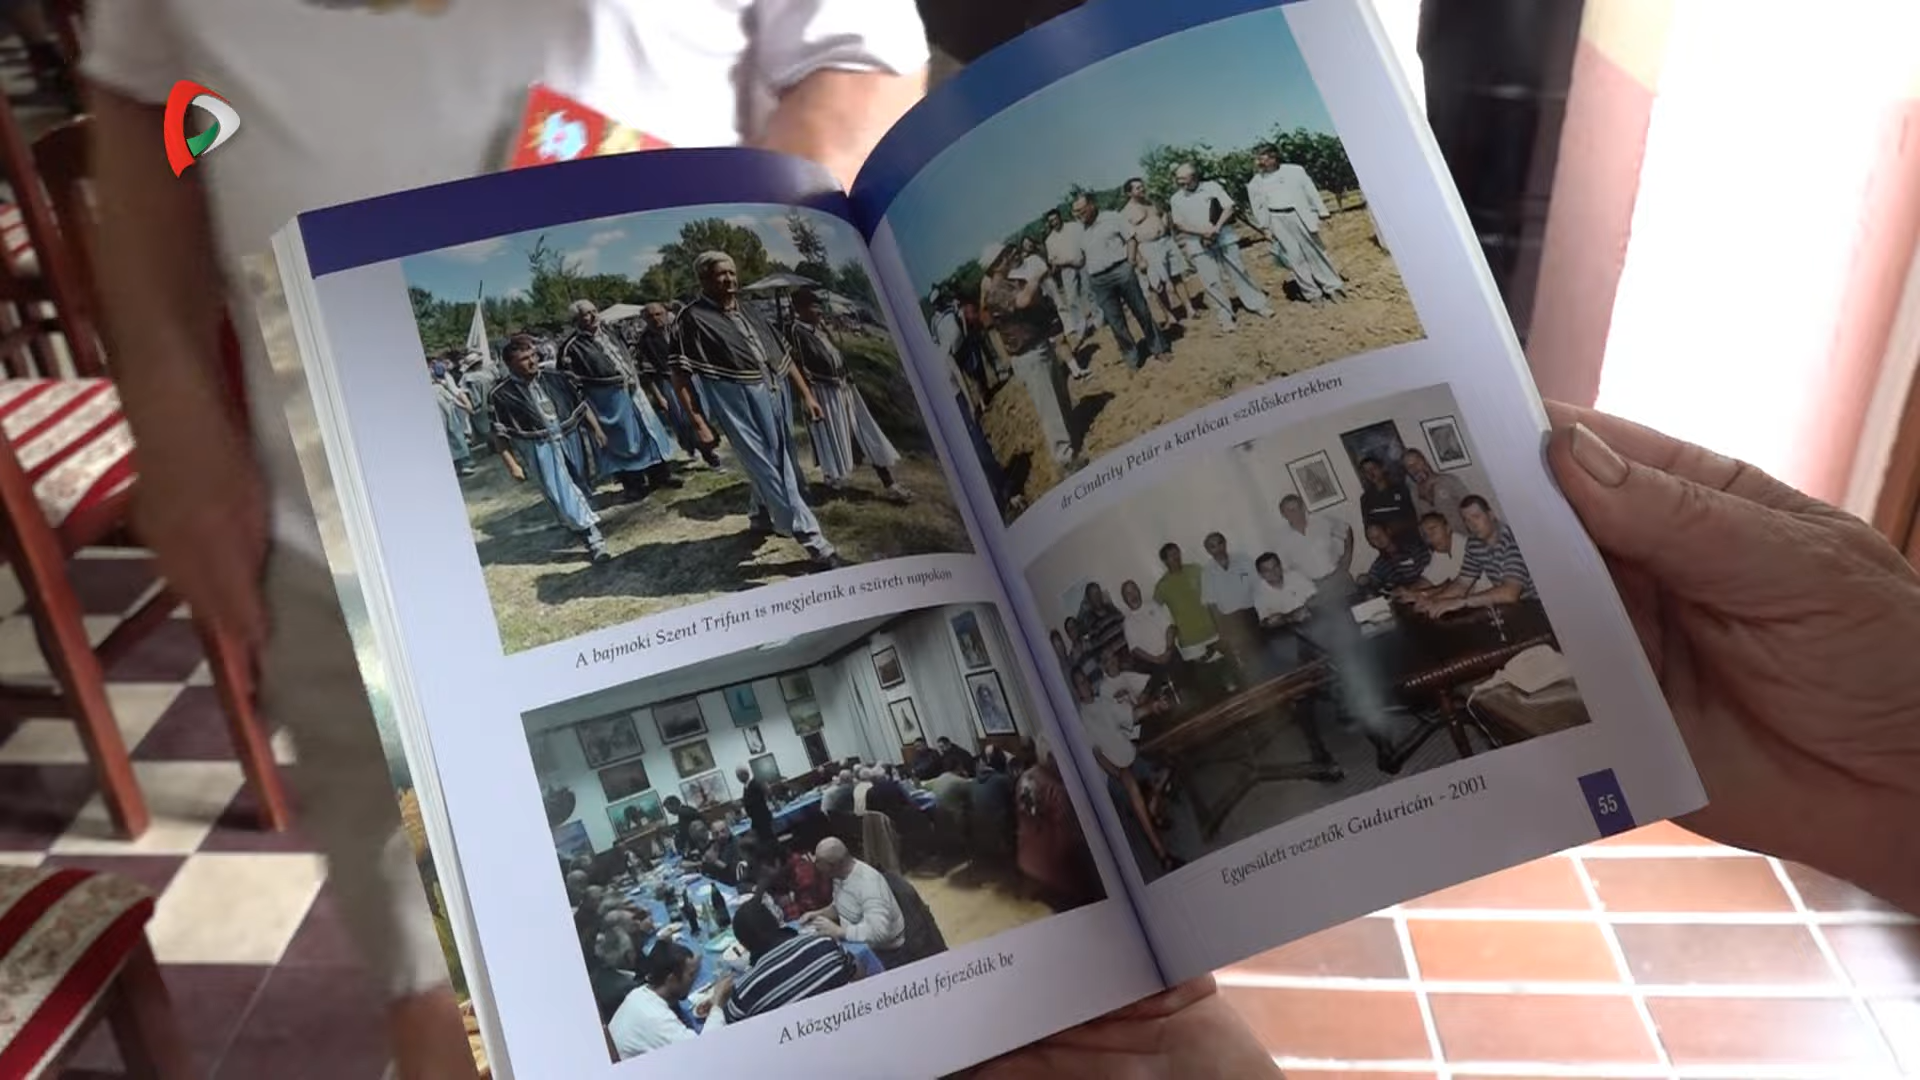 A bajmoki Szent Trifun is megjelenik a szüreti napokon
A közgyűlés ebéddel fejeződik be
dr Cindrity Petár a karlócai szőlőskertekben
Egyesületi vezetők Guduricán - 2001
55